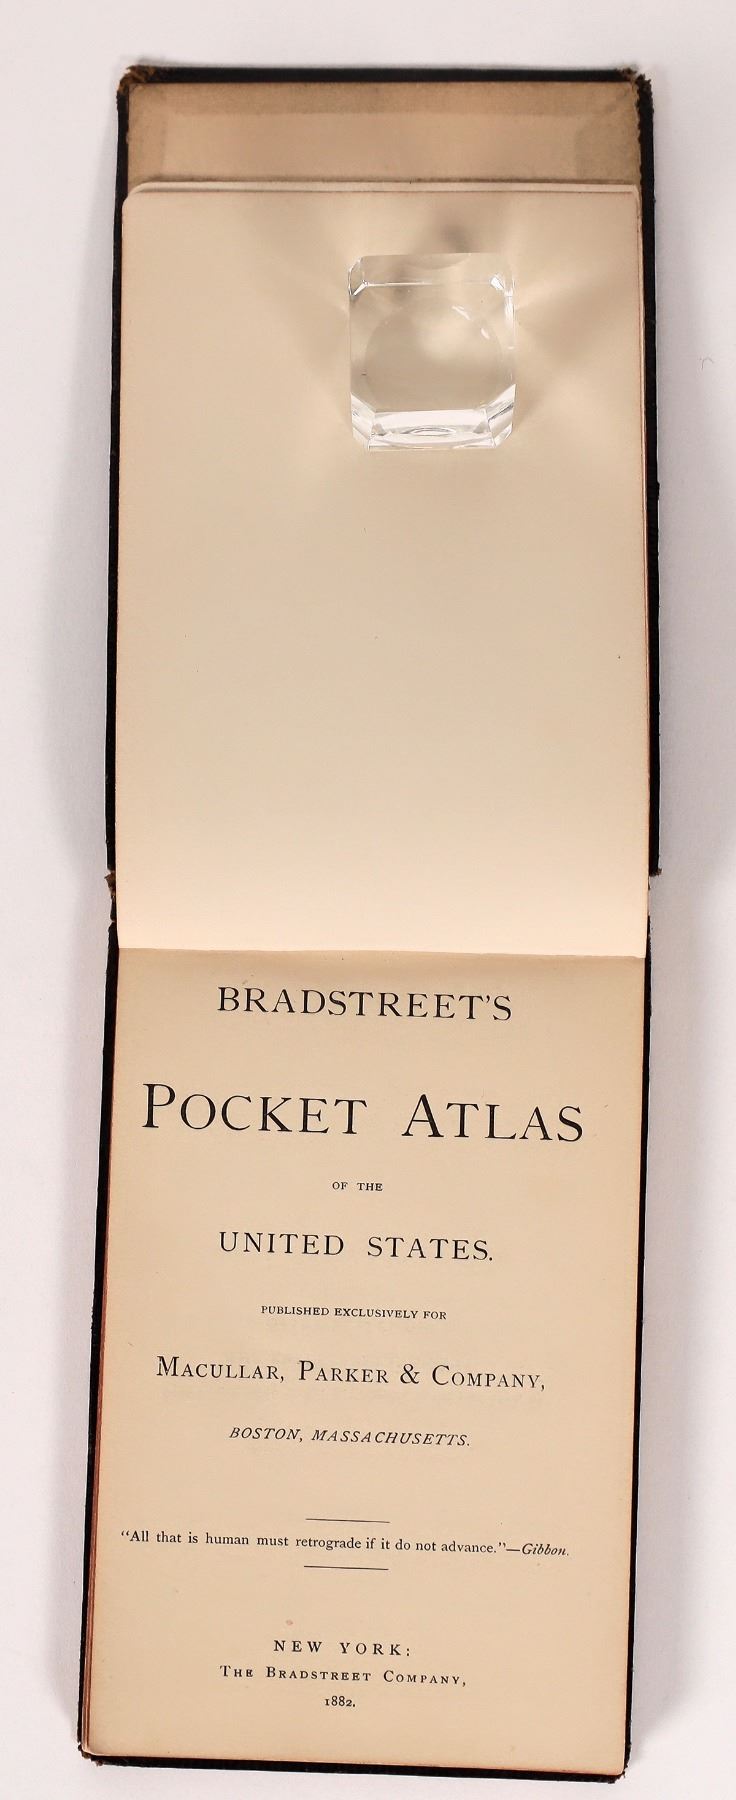 BRADSTREET'S
POCKET ATLAS
OF THE
UNITED STATES.
PUBLISHED EXCLUSIVELY FOR
MACULLAR, PARKER & COMPANY,
BOSTON, MASSACHUSETTS.
"All that is human must retrograde if it do not advance."—Gibbon.
NEW YORK:
THE BRADSTREET COMPANY,
1882.